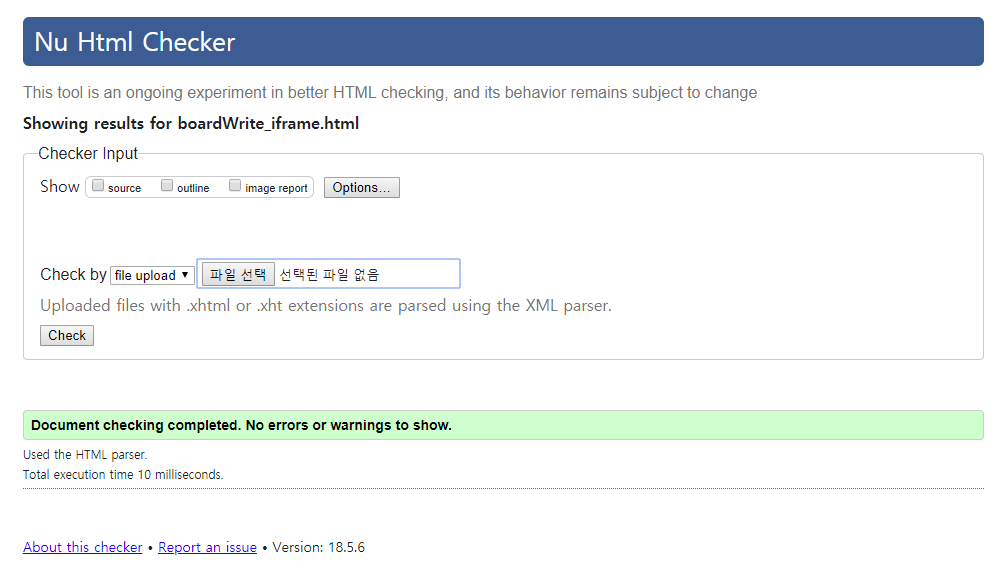 Nu Html Checker
This tool is an ongoing experiment in better HTML checking, and its behavior remains subject to change
Showing results for boardWrite_iframe.html
Checker Input
Show source outline image report Options...
Check by file upload 파일 선택 선택된 파일 없음
Uploaded files with .xhtml or .xht extensions are parsed using the XML parser.
Check
Document checking completed. No errors or warnings to show.
Used the HTML parser.
Total execution time 10 milliseconds.
About this checker • Report an issue • Version: 18.5.6